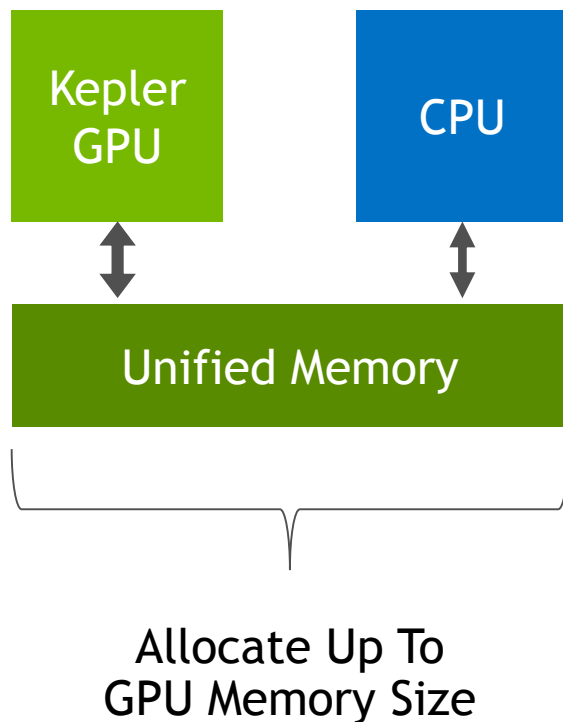 Kepler
GPU
CPU
Unified Memory
Allocate Up To
GPU Memory Size